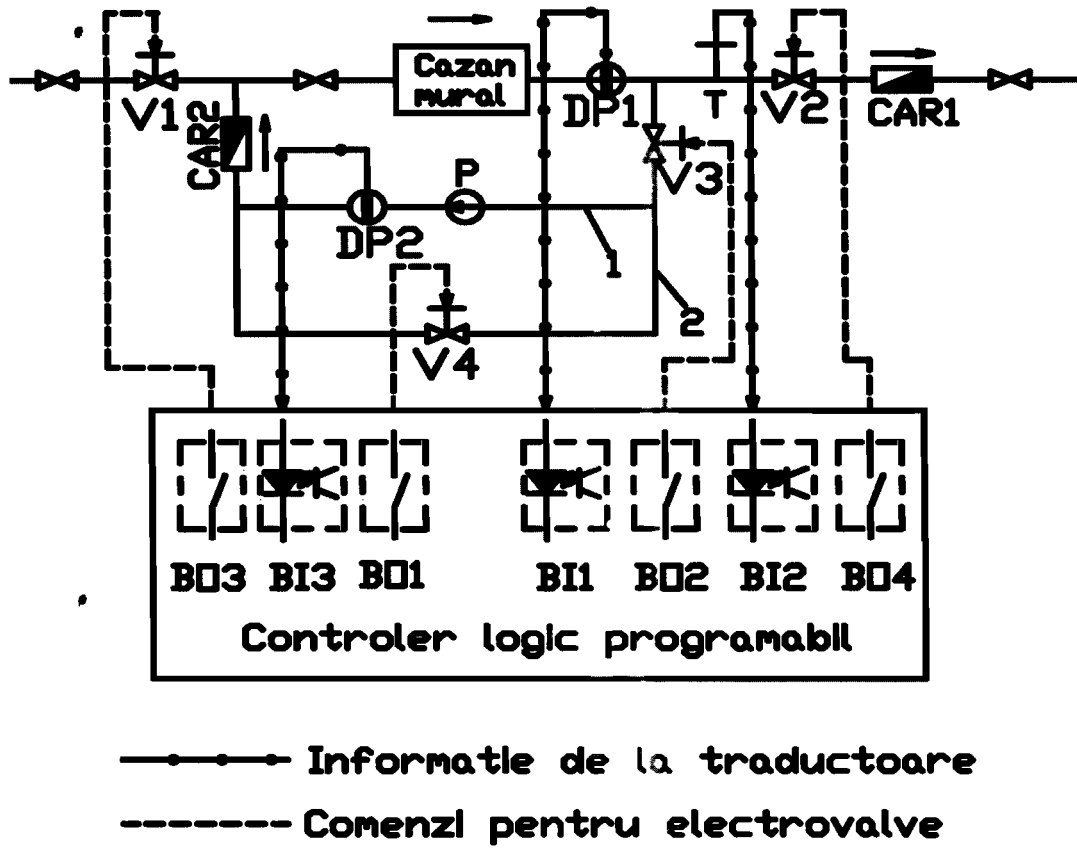 Cazan
mural
V1
DP1
T
V2
CAR1
CAR2
P
V3
DP2
1
2
V4
BO3
BI3
BO1
BI1
BO2
BI2
BO4
Controler logic programabil
Informatie de la traductoare
Comenzi pentru electrovalve